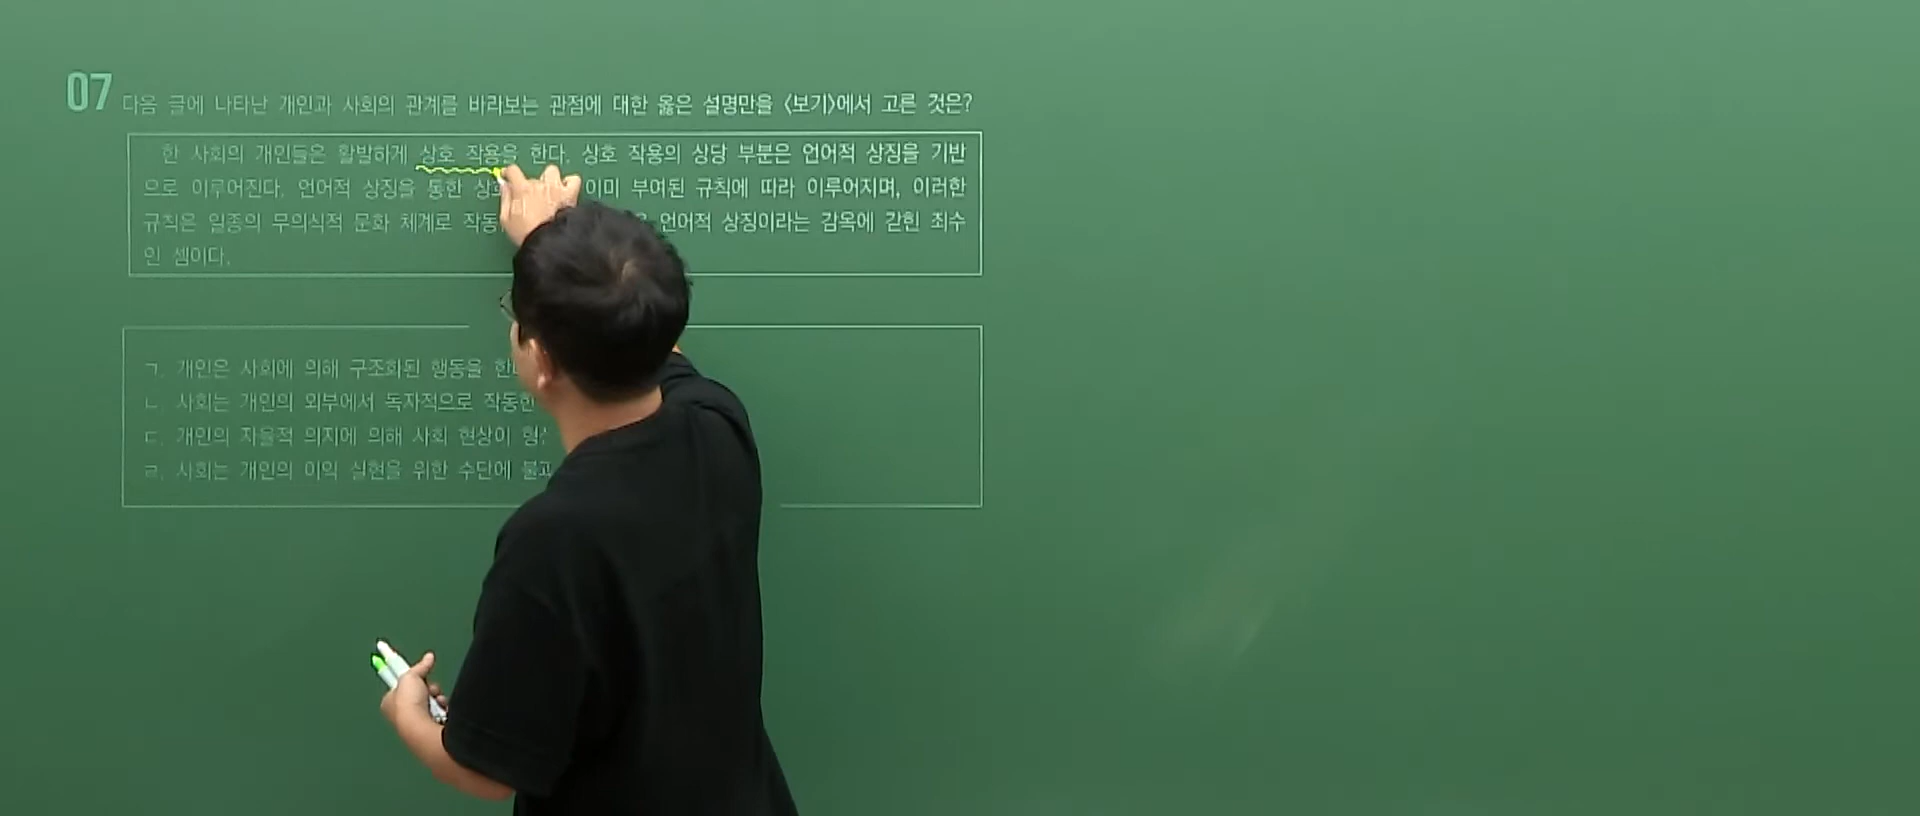 07 다음 글에 나타난 개인과 사회의 관계를 바라보는 관점에 대한 옳은 설명만을 〈보기〉에서 고른 것은?
한 사회의 개인들은 활발하게 상호 작용을 한다. 상호 작용의 상당 부분은 언어적 상징을 기반
으로 이루어진다. 언어적 상징을 통한 이미 부여된 규칙에 따라 이루어지며, 이러한
규칙은 일종의 무의식적 문화 체계로 언어적 상징이라는 감옥에 갇힌 죄수
인 셈이다.
ㄱ. 개인은 사회에 의해 구조화된 행동을
ㄴ. 사회는 개인의 외부에서 독자적으로
ㄷ. 개인의 자율적 의지에 의해 사회 현상이
ㄹ. 사회는 개인의 이익 실현을 위한 수단에